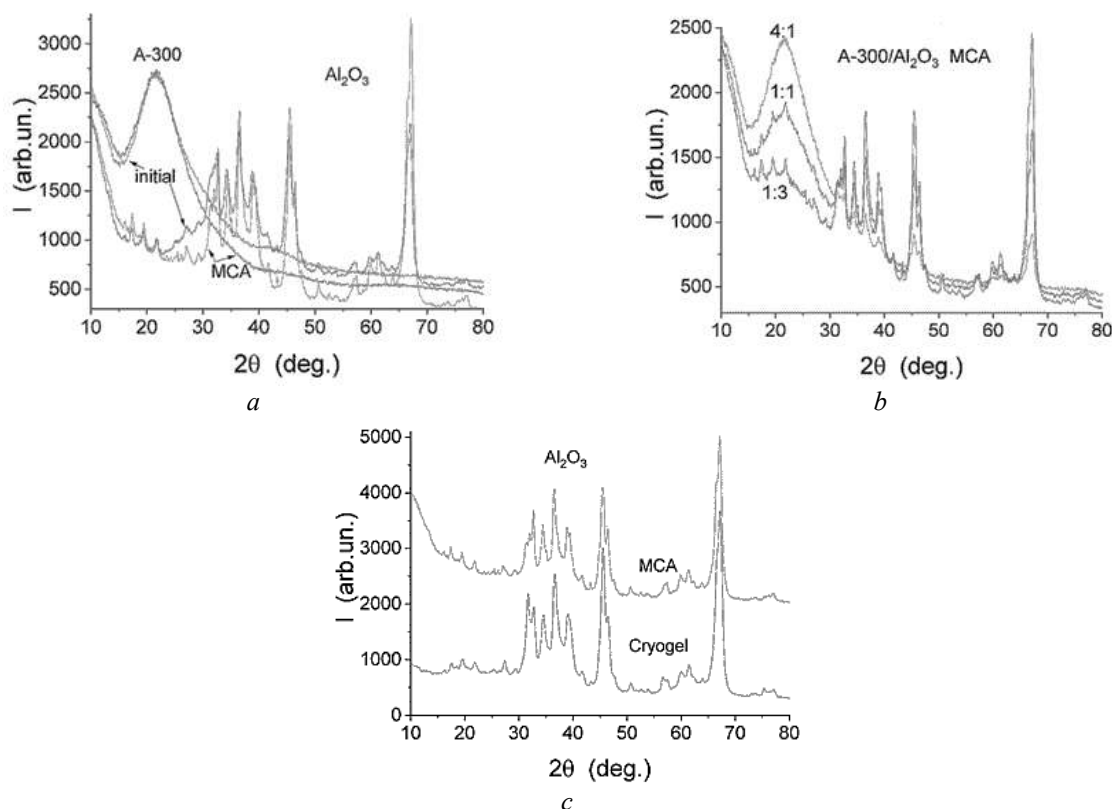 A-300
Al₂O₃
initial
MCA
I (arb.un.)
3000
2500
2000
1500
1000
500
10 20 30 40 50 60 70 80
2θ (deg.)
a
4:1
A-300/Al₂O₃ MCA
1:1
1:3
I (arb.un.)
2500
2000
1500
1000
500
10 20 30 40 50 60 70 80
2θ (deg.)
b
Al₂O₃
MCA
Cryogel
I (arb.un.)
5000
4000
3000
2000
1000
0
10 20 30 40 50 60 70 80
2θ (deg.)
c